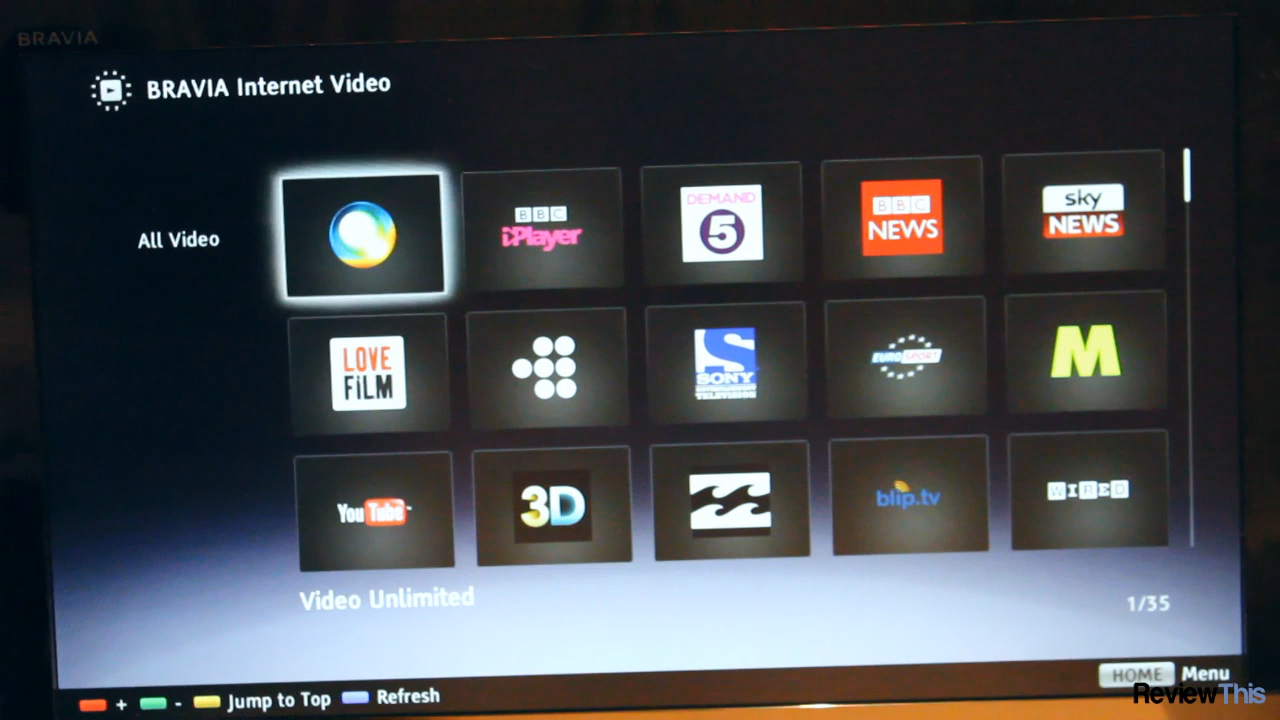 BRAVIA
BRAVIA Internet Video
All Video
BBC
iPlayer
DEMAND
5
BBC
NEWS
sky
NEWS
LOVE
FiLM
S
SONY
TELEVISION
EUROSPORT
M
YouTube
3D
blip.tv
WIRED
Video Unlimited
1/35
+ - Jump to Top Refresh
HOME Menu
ReviewThis